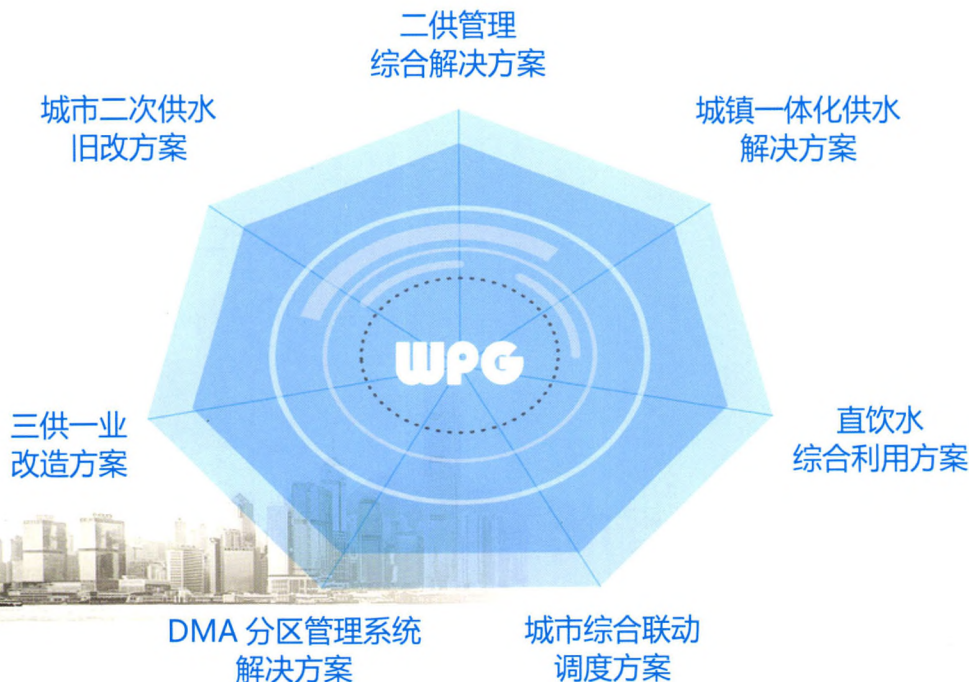 二供管理
综合解决方案
城市二次供水
旧改方案
城镇一体化供水
解决方案
WPG
三供一业
改造方案
直饮水
综合利用方案
DMA 分区管理系统
解决方案
城市综合联动
调度方案